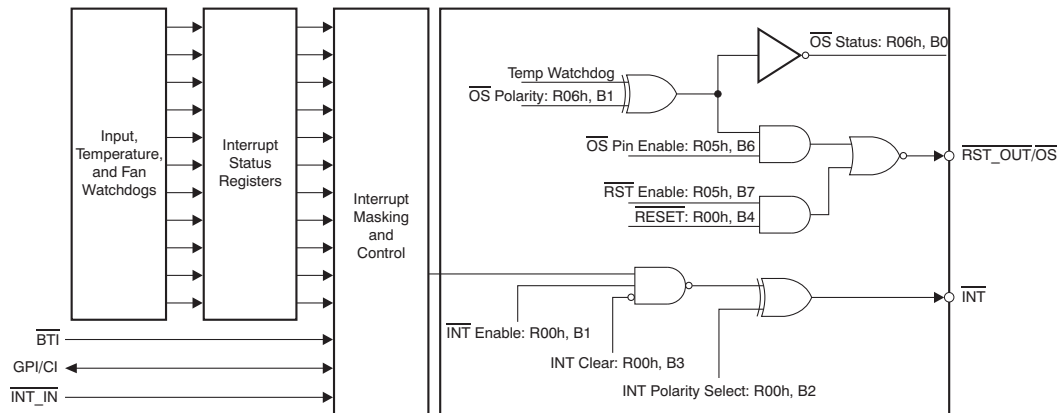 Input,
Temperature,
and Fan
Watchdogs
Interrupt
Status
Registers
Interrupt
Masking
and
Control
BTI
GPI/CI
INT_IN
Temp Watchdog
OS Polarity: R06h, B1
OS Status: R06h, B0
OS Pin Enable: R05h, B6
RST Enable: R05h, B7
RESET: R00h, B4
RST_OUT/OS
INT Enable: R00h, B1
INT Clear: R00h, B3
INT Polarity Select: R00h, B2
INT